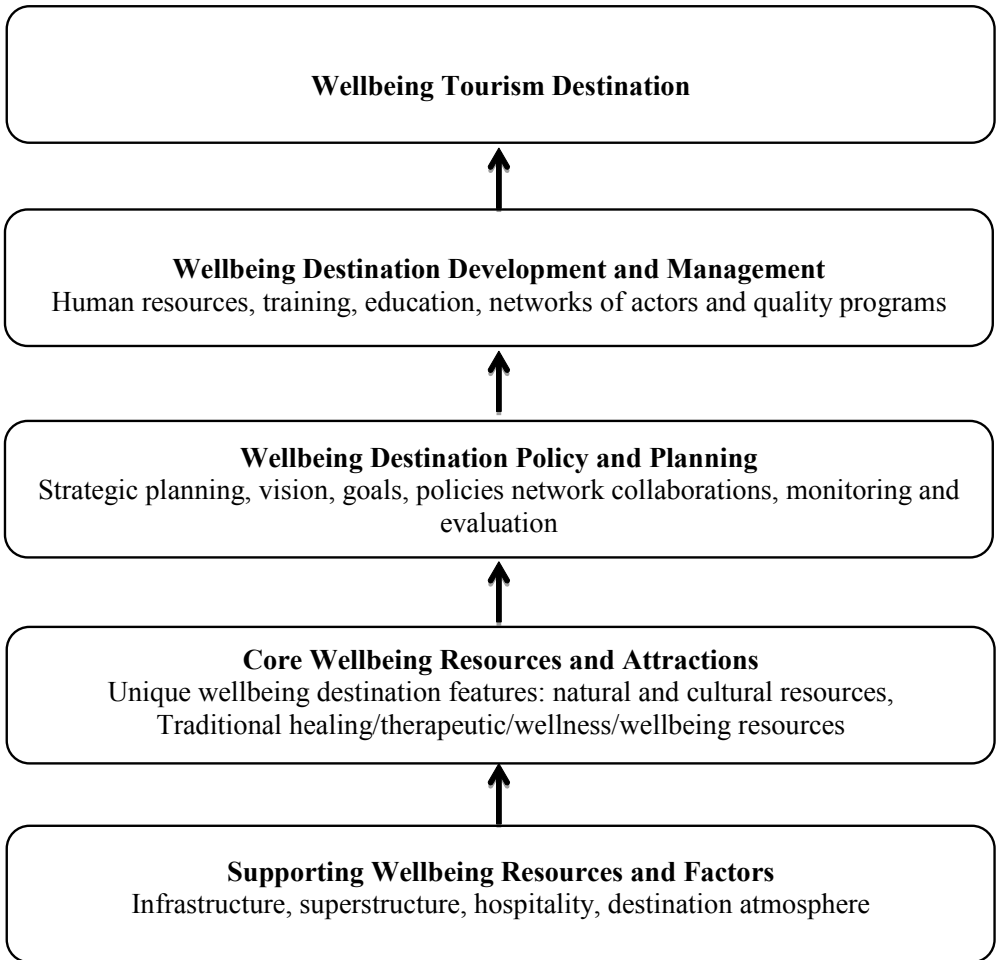 Wellbeing Tourism Destination
Wellbeing Destination Development and Management
Human resources, training, education, networks of actors and quality programs
Wellbeing Destination Policy and Planning
Strategic planning, vision, goals, policies network collaborations, monitoring and
evaluation
Core Wellbeing Resources and Attractions
Unique wellbeing destination features: natural and cultural resources,
Traditional healing/therapeutic/wellness/wellbeing resources
Supporting Wellbeing Resources and Factors
Infrastructure, superstructure, hospitality, destination atmosphere